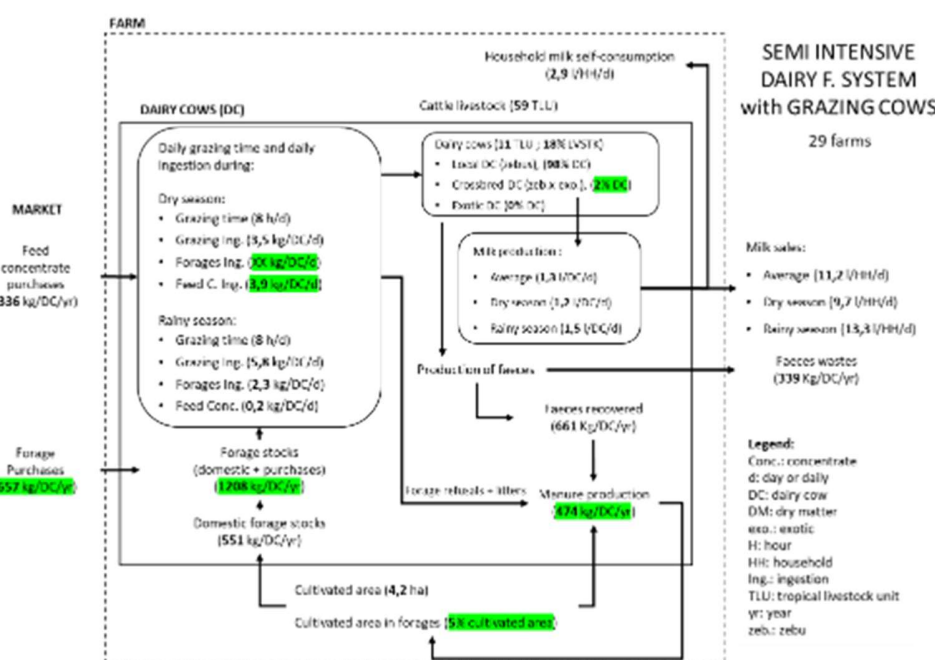 FARM
SEMI INTENSIVE
DAIRY F. SYSTEM
with GRAZING COWS
29 farms
Household milk self-consumption
(2,9 l/HH/d)
DAIRY COWS (DC)
Cattle livestock (59 TLU)
Daily grazing time and daily
ingestion during:
Dry season:
• Grazing time (8 h/d)
• Grazing Ing. (3,5 kg/DC/d)
• Forages Ing. (XX kg/DC/d)
• Feed C. Ing. (3,9 kg/DC/d)
Rainy season:
• Grazing time (8 h/d)
• Grazing Ing. (5,8 kg/DC/d)
• Forages Ing. (2,3 kg/DC/d)
• Feed Conc. (0,2 kg/DC/d)
Dairy cows (11 TLU ; 18% LVSTK)
• Local DC (zebus), (98% DC)
• Crossbred DC (zeb.x exo.), (2% DC)
• Exotic DC (0% DC)
Milk production :
• Average (1,3 l/DC/d)
• Dry season (1,2 l/DC/d)
• Rainy season (1,5 l/DC/d)
MARKET
Feed
concentrate
purchases
336 kg/DC/yr)
Milk sales:
• Average (11,2 l/HH/d)
• Dry season (9,7 l/HH/d)
• Rainy season (13,3 l/HH/d)
Production of faeces
Faeces wastes
(339 Kg/DC/yr)
Faeces recovered
(661 Kg/DC/yr)
Forage
Purchases
657 kg/DC/yr)
Forage stocks
(domestic + purchases)
(1208 kg/DC/yr)
Forage refusals + litters
Manure production
(474 kg/DC/yr)
Domestic forage stocks
(551 kg/DC/yr)
Cultivated area (4,2 ha)
Cultivated area in forages (5% cultivated area)
Legend:
Conc.: concentrate
d: day or daily
DC: dairy cow
DM: dry matter
exo.: exotic
H: hour
HH: household
Ing.: ingestion
TLU: tropical livestock unit
yr: year
zeb.: zebu